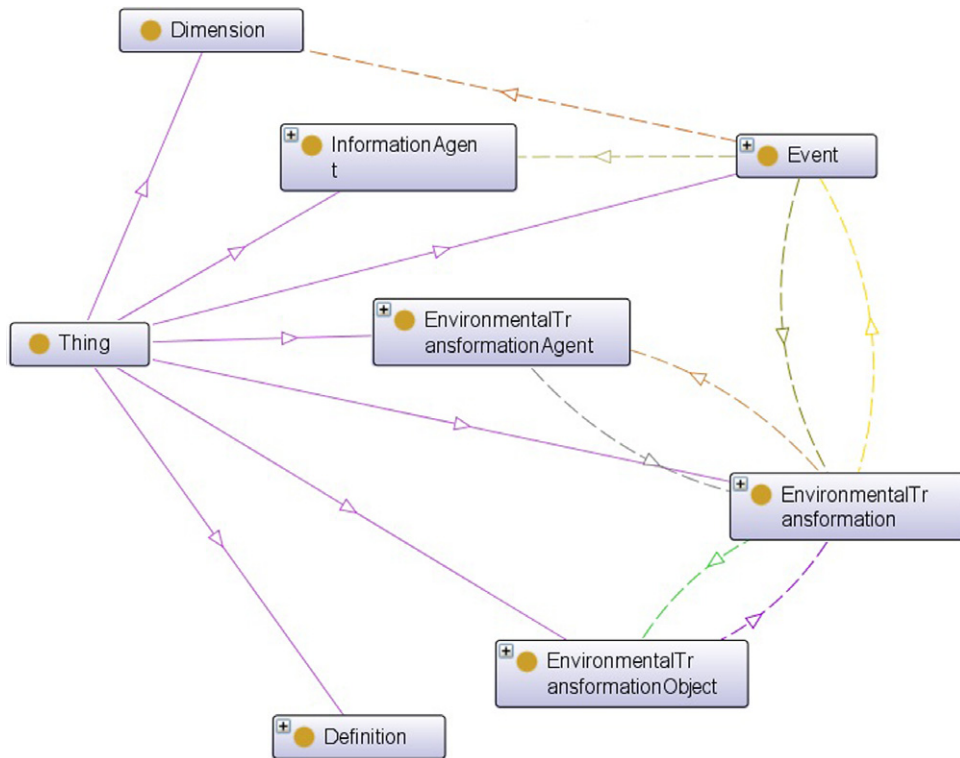 Dimension
InformationAgen
t
Event
EnvironmentalTr
ansformationAgent
Thing
EnvironmentalTr
ansformation
EnvironmentalTr
ansformationObject
Definition